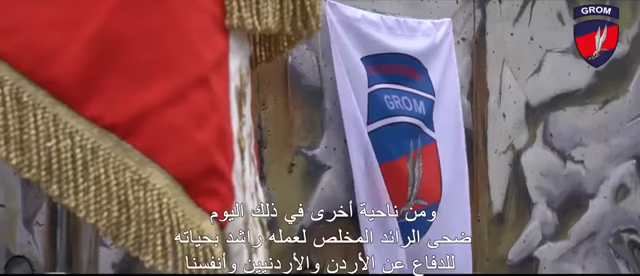 GROM
GROM
ومن ناحية أخرى في ذلك اليوم
ضحى الرائد المخلص لعمله راشد بحياته
للدفاع عن الأردن والأردنيين وأنفسنا